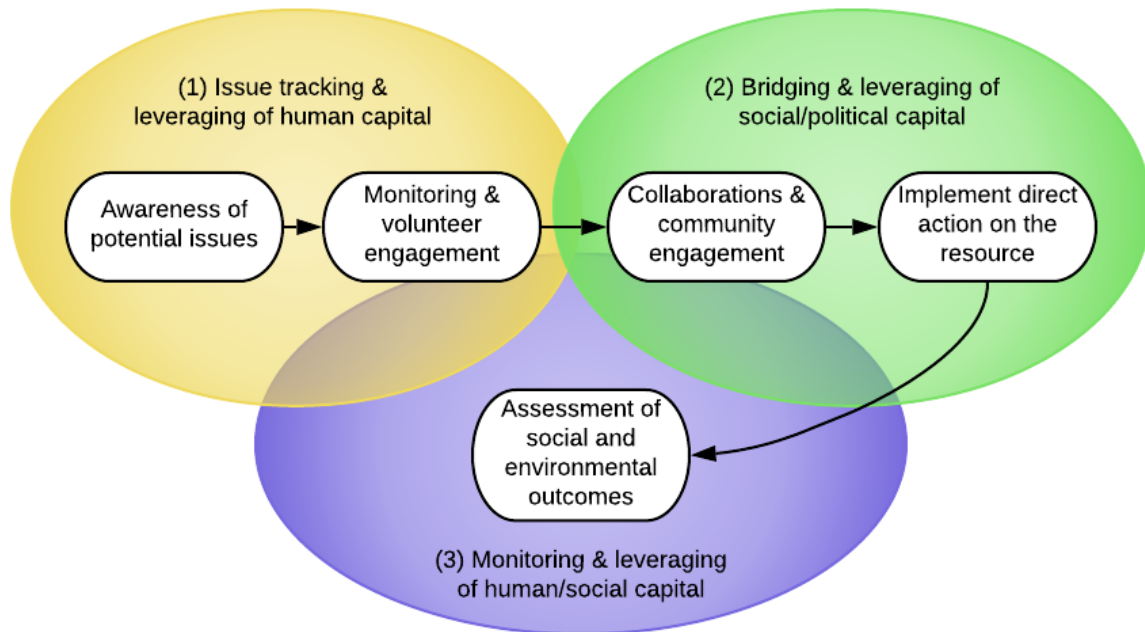 (1) Issue tracking &
leveraging of human capital
(2) Bridging & leveraging of
social/political capital
Awareness of
potential issues
Monitoring &
volunteer
engagement
Collaborations &
community
engagement
Implement direct
action on the
resource
Assessment of
social and
environmental
outcomes
(3) Monitoring & leveraging
of human/social capital